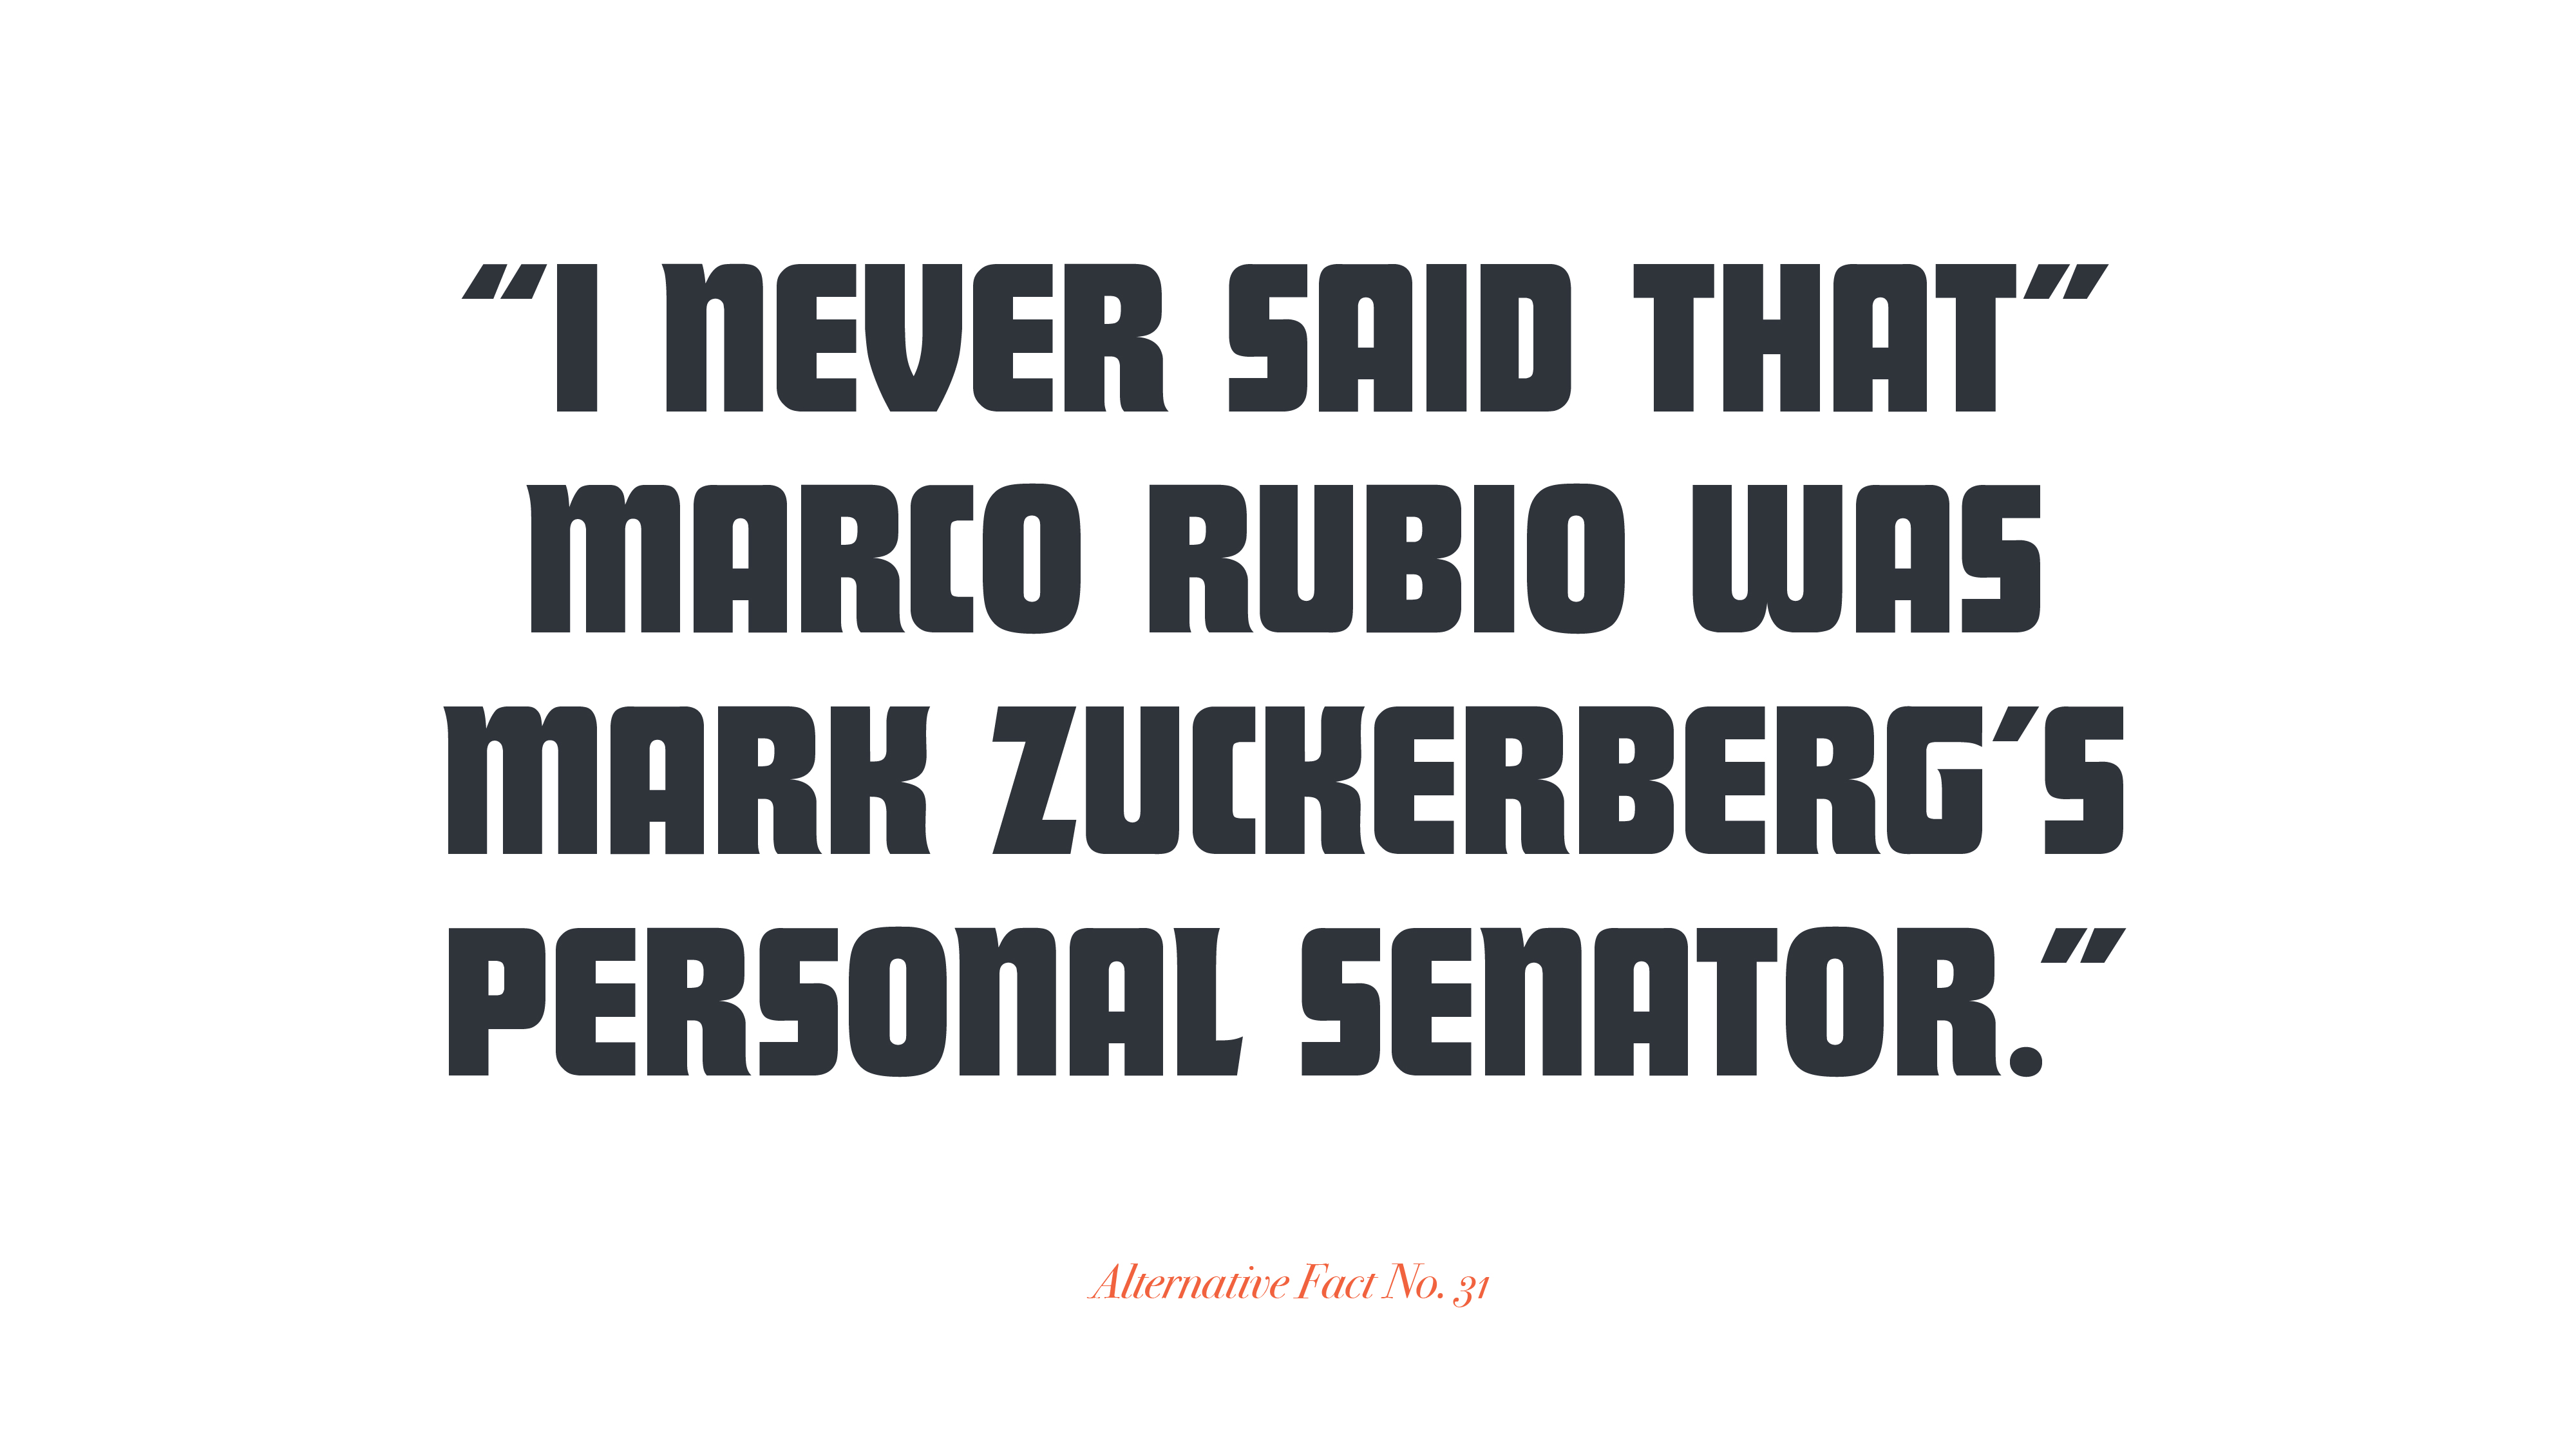 “I NEVER SAID THAT”
MARCO RUBIO WAS
MARK ZUCKERBERG’S
PERSONAL SENATOR.”
Alternative Fact No. 31